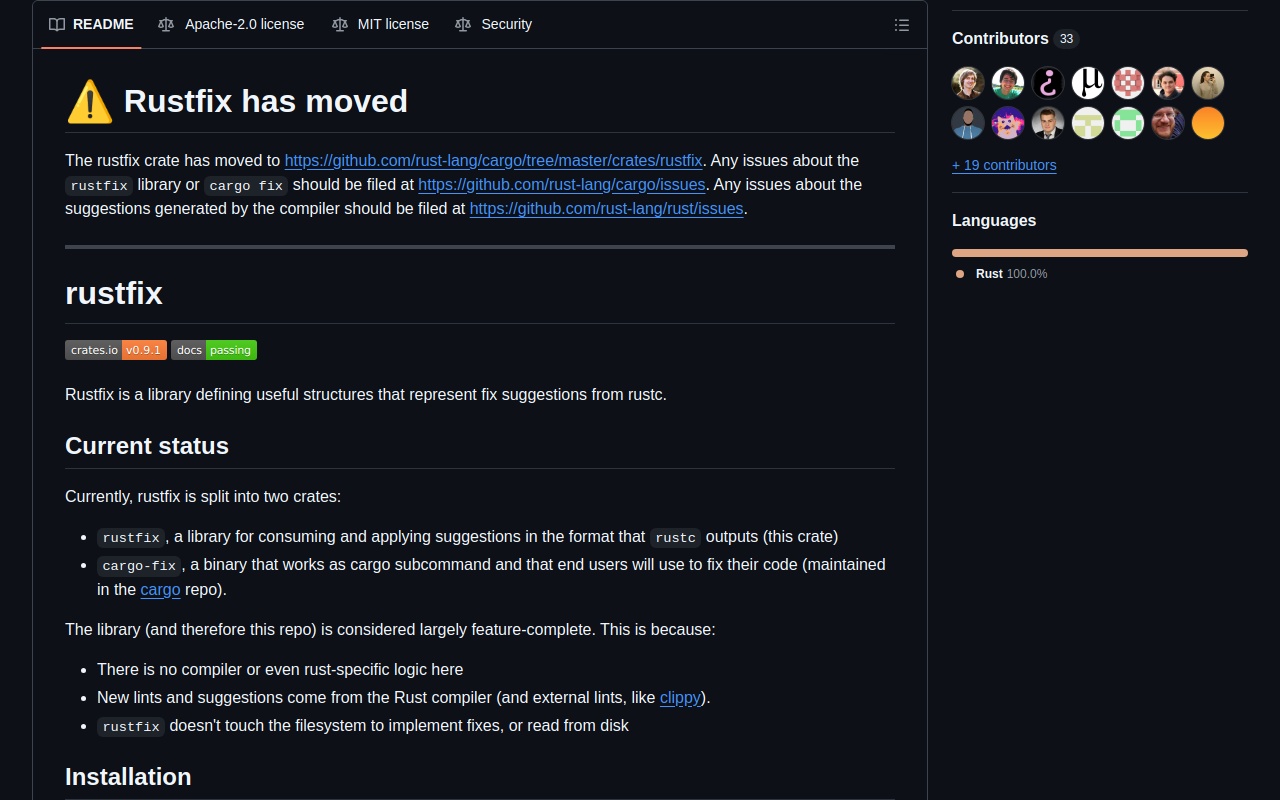 README
Apache-2.0 license
MIT license
Security
Rustfix has moved
The rustfix crate has moved to https://github.com/rust-lang/cargo/tree/master/crates/rustfix. Any issues about the
rustfix library or cargo fix should be filed at https://github.com/rust-lang/cargo/issues. Any issues about the
suggestions generated by the compiler should be filed at https://github.com/rust-lang/rust/issues.
rustfix
crates.io v0.9.1 docs passing
Rustfix is a library defining useful structures that represent fix suggestions from rustc.
Current status
Currently, rustfix is split into two crates:
rustfix, a library for consuming and applying suggestions in the format that rustc outputs (this crate)
cargo-fix, a binary that works as cargo subcommand and that end users will use to fix their code (maintained
in the cargo repo).
The library (and therefore this repo) is considered largely feature-complete. This is because:
There is no compiler or even rust-specific logic here
New lints and suggestions come from the Rust compiler (and external lints, like clippy).
rustfix doesn't touch the filesystem to implement fixes, or read from disk
Installation
Contributors 33
+ 19 contributors
Languages
Rust 100.0%